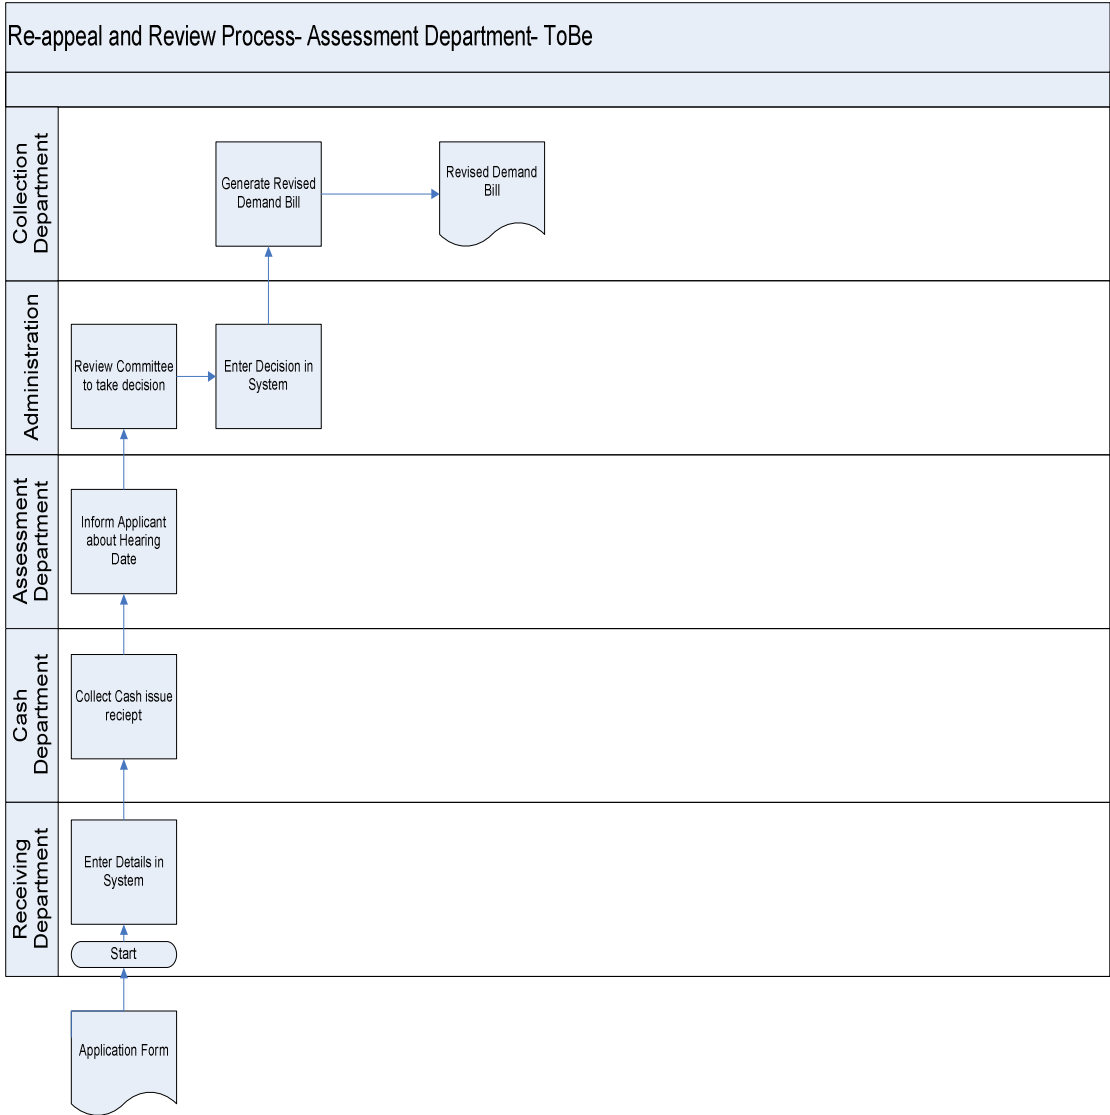 Re-appeal and Review Process- Assessment Department- ToBe
Collection
Department
Generate Revised
Demand Bill
Revised Demand
Bill
Administration
Review Committee
to take decision
Enter Decision in
System
Assessment
Department
Inform Applicant
about Hearing
Date
Cash
Department
Collect Cash issue
reciept
Receiving
Department
Enter Details in
System
Start
Application Form